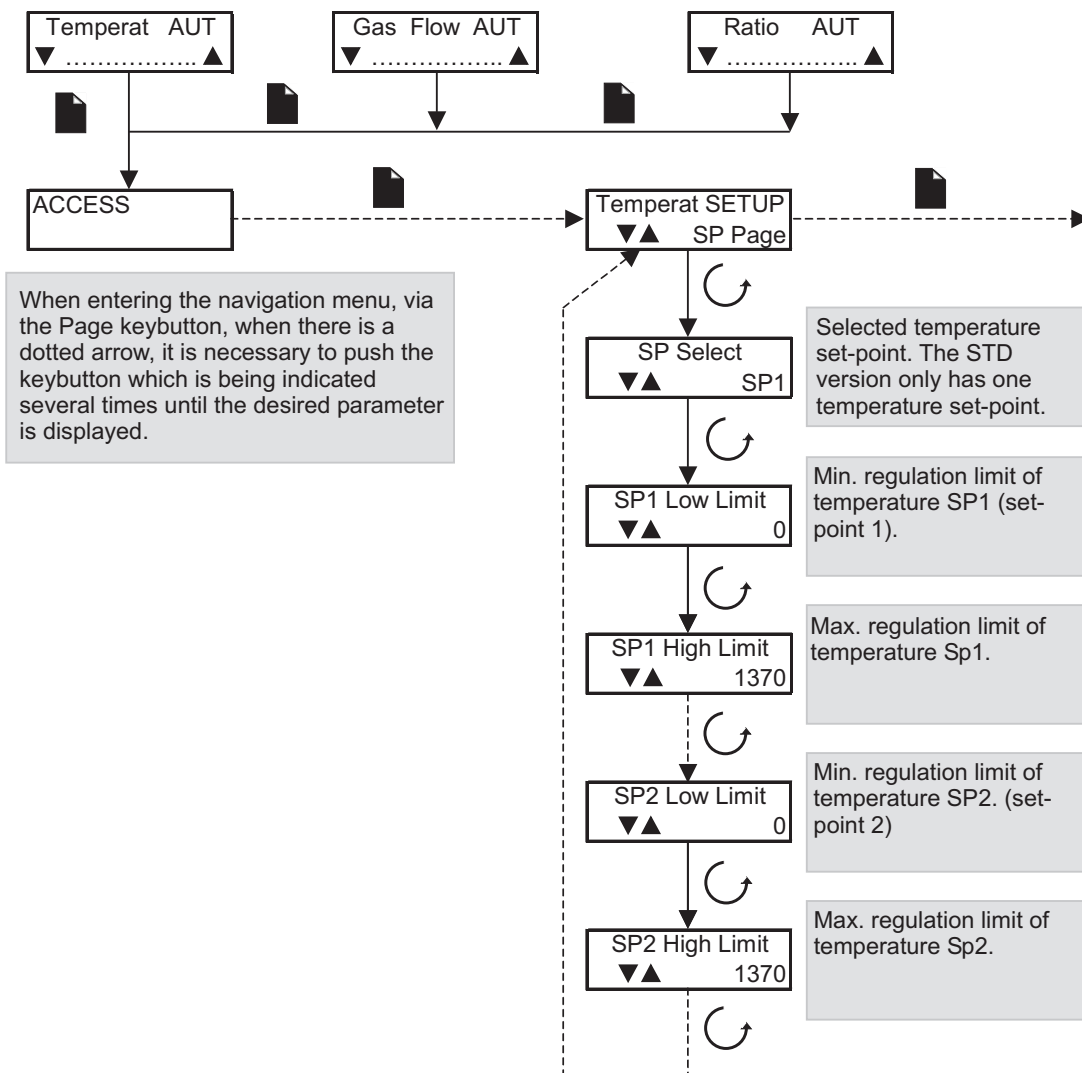 Temperat AUT
.................
Gas Flow AUT
.................
Ratio AUT
.................
ACCESS
Temperat SETUP
SP Page
When entering the navigation menu, via
the Page keybutton, when there is a
dotted arrow, it is necessary to push the
keybutton which is being indicated
several times until the desired parameter
is displayed.
SP Select
SP1
Selected temperature
set-point. The STD
version only has one
temperature set-point.
SP1 Low Limit
0
Min. regulation limit of
temperature SP1 (set-
point 1).
SP1 High Limit
1370
Max. regulation limit of
temperature Sp1.
SP2 Low Limit
0
Min. regulation limit of
temperature SP2. (set-
point 2)
SP2 High Limit
1370
Max. regulation limit of
temperature Sp2.